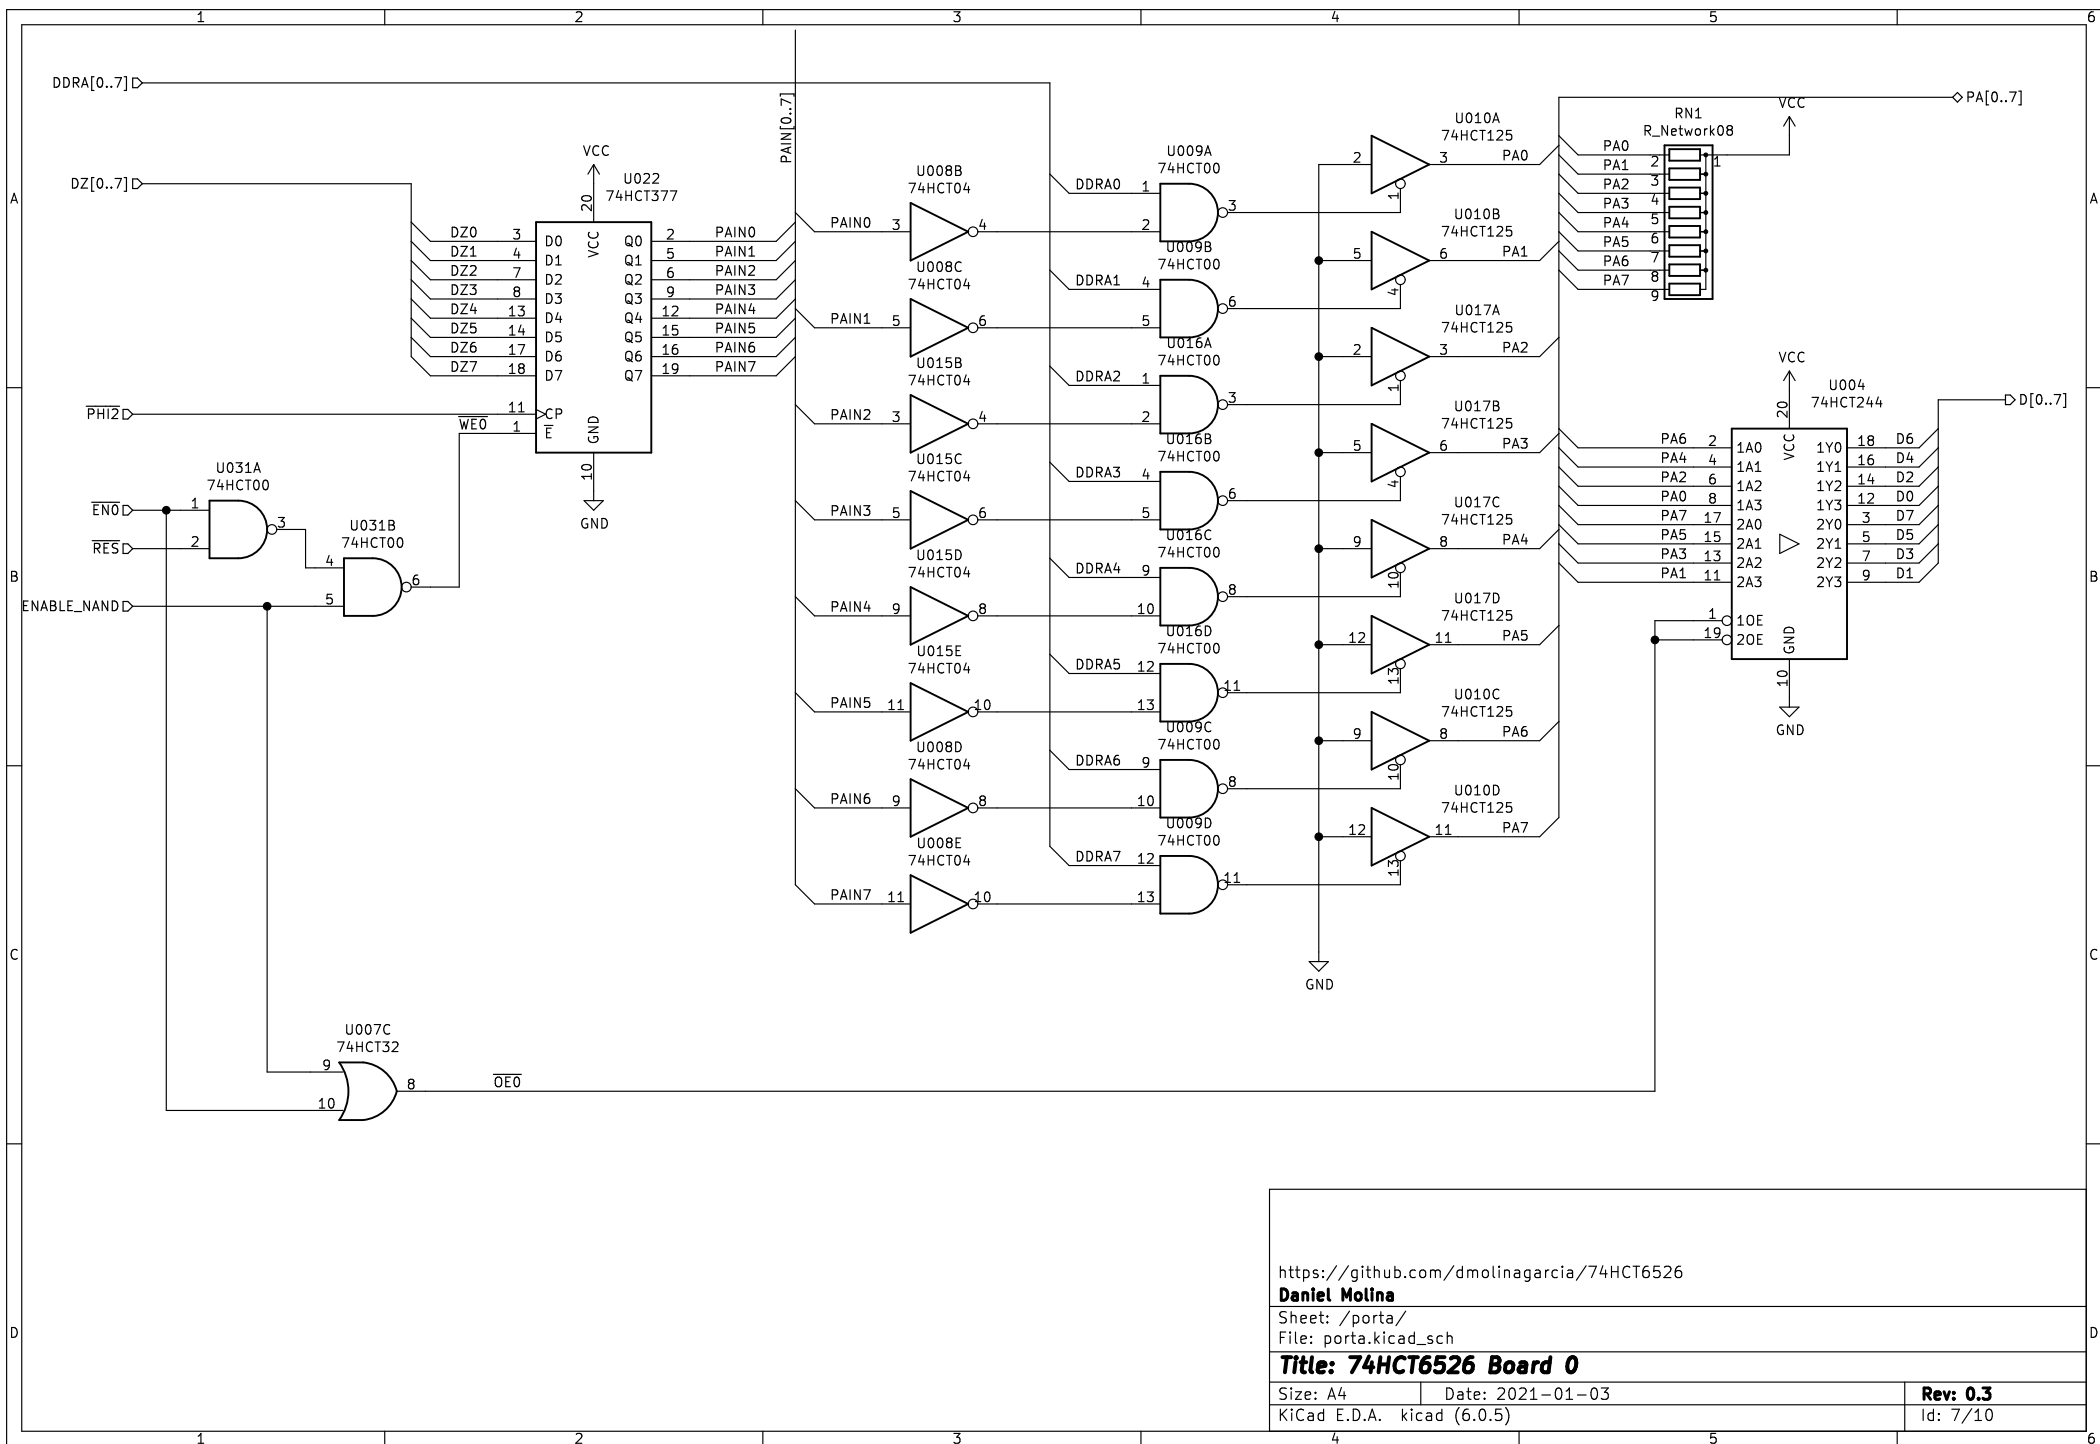 1 2 3 4 5 6
DDRA[0..7]
DZ[0..7]
PAIN[0..7]
VCC
U022
74HCT377
20
VCC
DZ0 3 D0 Q0 2 PAIN0
DZ1 4 D1 Q1 5 PAIN1
DZ2 7 D2 Q2 6 PAIN2
DZ3 8 D3 Q3 9 PAIN3
DZ4 13 D4 Q4 12 PAIN4
DZ5 14 D5 Q5 15 PAIN5
DZ6 17 D6 Q6 16 PAIN6
DZ7 18 D7 Q7 19 PAIN7
PHI2 11 CP
WE0 1 E
GND
10
GND
U031A
74HCT00
EN0 1
3
RES 2
U031B
74HCT00
4
6
ENABLE_NAND 5
U007C
74HCT32
9
8
10
OE0
U008B
74HCT04
PAIN0 3 4
U008C
74HCT04
PAIN1 5 6
U015B
74HCT04
PAIN2 3 4
U015C
74HCT04
PAIN3 5 6
U015D
74HCT04
PAIN4 9 8
U015E
74HCT04
PAIN5 11 10
U008D
74HCT04
PAIN6 9 8
U008E
74HCT04
PAIN7 11 10
U009A
74HCT00
DDRA0 1
3
2
U009B
74HCT00
DDRA1 4
6
5
U016A
74HCT00
DDRA2 1
3
2
U016B
74HCT00
DDRA3 4
6
5
U016C
74HCT00
DDRA4 9
8
10
U016D
74HCT00
DDRA5 12
11
13
U009C
74HCT00
DDRA6 9
8
10
U009D
74HCT00
DDRA7 12
11
13
U010A
74HCT125
2 3 PA0
1
U010B
74HCT125
5 6 PA1
4
U017A
74HCT125
2 3 PA2
1
U017B
74HCT125
5 6 PA3
4
U017C
74HCT125
9 8 PA4
10
U017D
74HCT125
12 11 PA5
13
U010C
74HCT125
9 8 PA6
10
U010D
74HCT125
12 11 PA7
13
GND
PA[0..7]
VCC
RN1
R_Network08
PA0 2 1
PA1 3
PA2 4
PA3 5
PA4 6
PA5 7
PA6 8
PA7 9
VCC
U004
74HCT244
20
VCC
D[0..7]
PA6 2 1A0 1Y0 18 D6
PA4 4 1A1 1Y1 16 D4
PA2 6 1A2 1Y2 14 D2
PA0 8 1A3 1Y3 12 D0
PA7 17 2A0 2Y0 3 D7
PA5 15 2A1 2Y1 5 D5
PA3 13 2A2 2Y2 7 D3
PA1 11 2A3 2Y3 9 D1
1 1OE
19 2OE
GND
10
GND
A A
B B
C C
D D
https://github.com/dmolinagarcia/74HCT6526
Daniel Molina
Sheet: /porta/
File: porta.kicad_sch
Title: 74HCT6526 Board 0
Size: A4 Date: 2021-01-03 Rev: 0.3
KiCad E.D.A. kicad (6.0.5) Id: 7/10
1 2 3 4 5 6